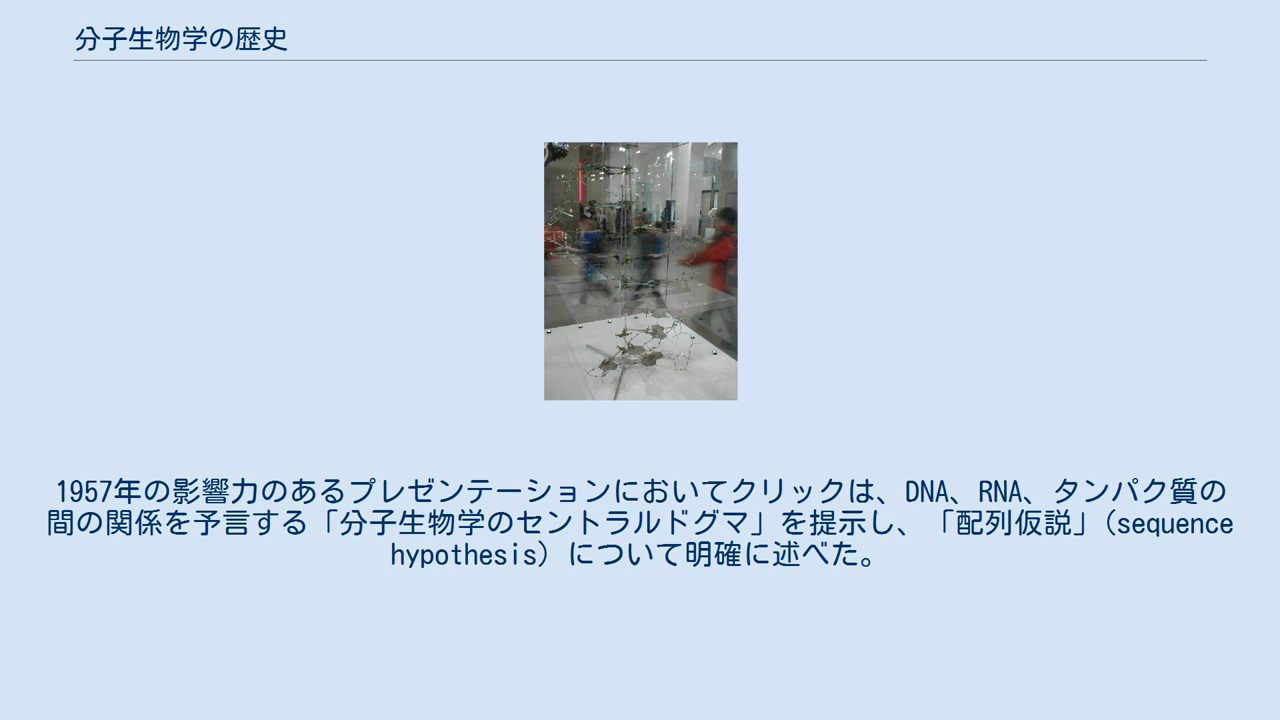 分子生物学の歴史
1957年の影響力のあるプレゼンテーションにおいてクリックは、DNA、RNA、タンパク質の
間の関係を予言する「分子生物学のセントラルドグマ」を提示し、「配列仮説」(sequence
hypothesis) について明確に述べた。